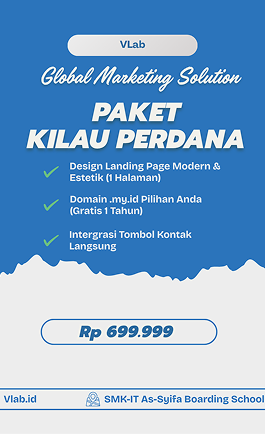 VLab
Global Marketing Solution
PAKET
KILAU PERDANA
Design Landing Page Modern &
Estetik (1 Halaman)
Domain .my.id Pilihan Anda
(Gratis 1 Tahun)
Intergrasi Tombol Kontak
Langsung
Rp 699.999
Vlab.id
SMK-IT As-Syifa Boarding School